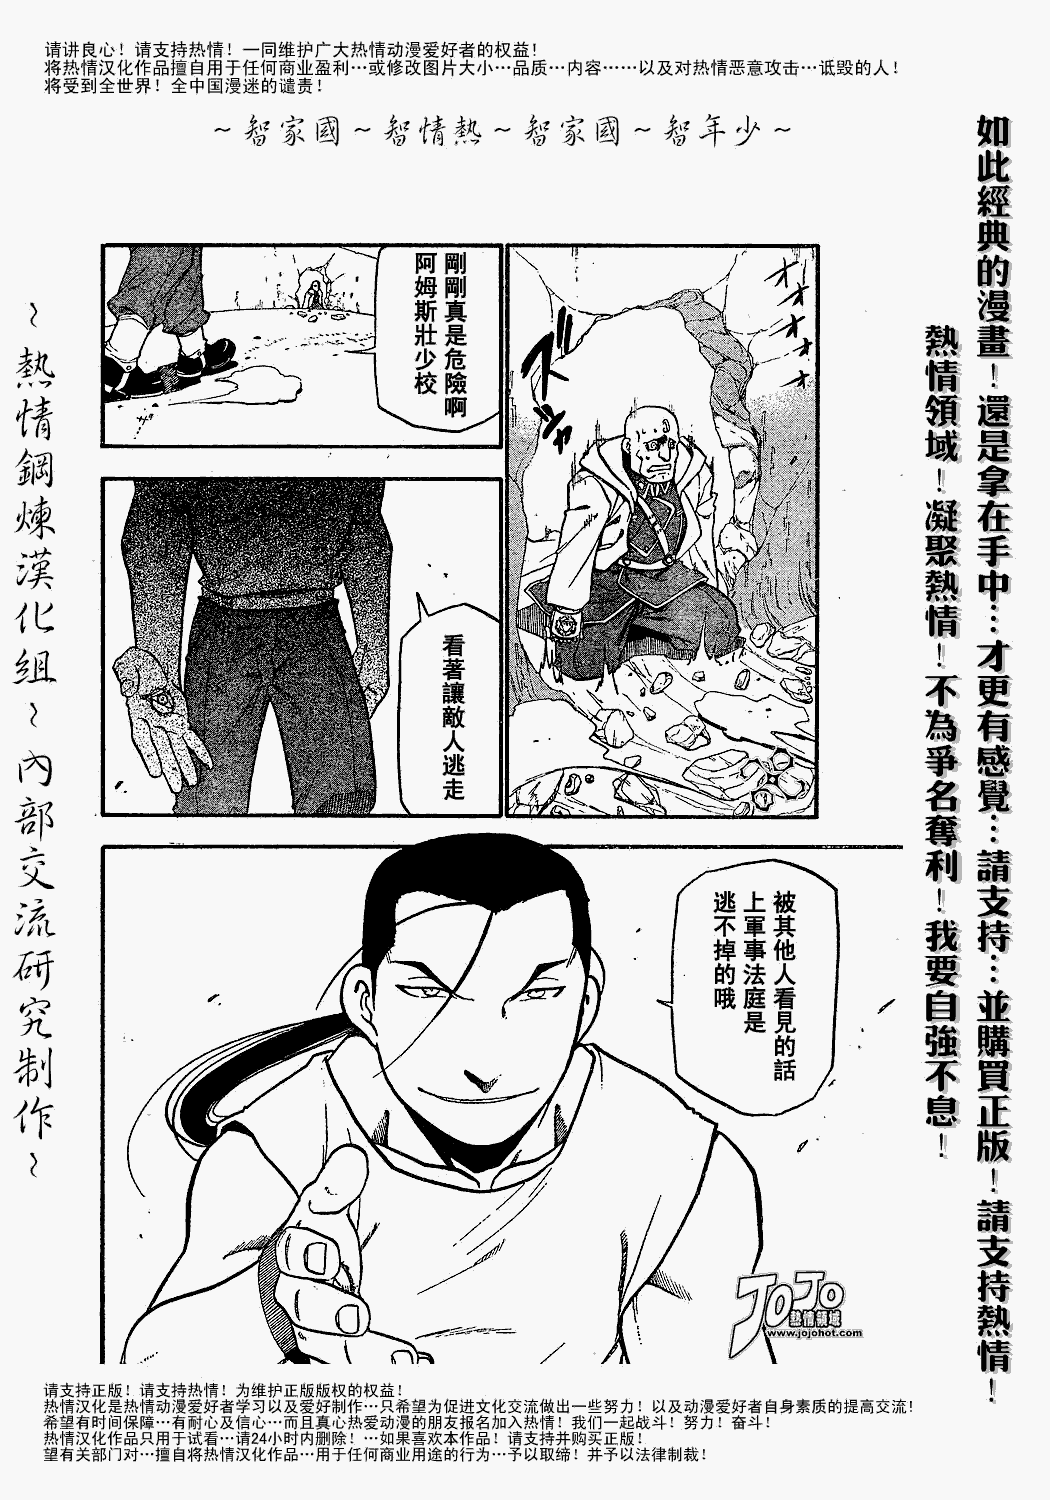 请讲良心！请支持热情！一同维护广大热情动漫爱好者的权益！
将热情汉化作品擅自用于任何商业盈利…或修改图片大小…品质…内容……以及对热情恶意攻击…诋毁的人！
将受到全世界！全中国漫迷的谴责！
～智家國～智情熱～智家國～智年少～
如此經典的漫畫！還是拿在手中…才更有感覺…請支持…並購買正版！請支持熱情！
熱情領域！凝聚熱情！不為爭名奪利！我要自強不息！
～熱情鋼煉漢化組～內部交流研究制作～
オオオオ
ズズッ
剛剛真是危險啊
阿姆斯壯少校
看著讓敵人逃走
被其他人看見的話
上軍事法庭是
逃不掉的哦
JOJO
熱情領域
www.jojohot.com
请支持正版！请支持热情！为维护正版版权的权益！
热情汉化是热情动漫爱好者学习以及爱好制作…只希望为促进文化交流做出一些努力！以及动漫爱好者自身素质的提高交流！
希望有时间保障…有耐心及信心…而且真心热爱动漫的朋友报名加入热情！我们一起战斗！努力！奋斗！
热情汉化作品只用于试看…请24小时内删除！…如果喜欢本作品！请支持并购买正版！
望有关部门对…擅自将热情汉化作品…用于任何商业用途的行为…予以取缔！并予以法律制裁！